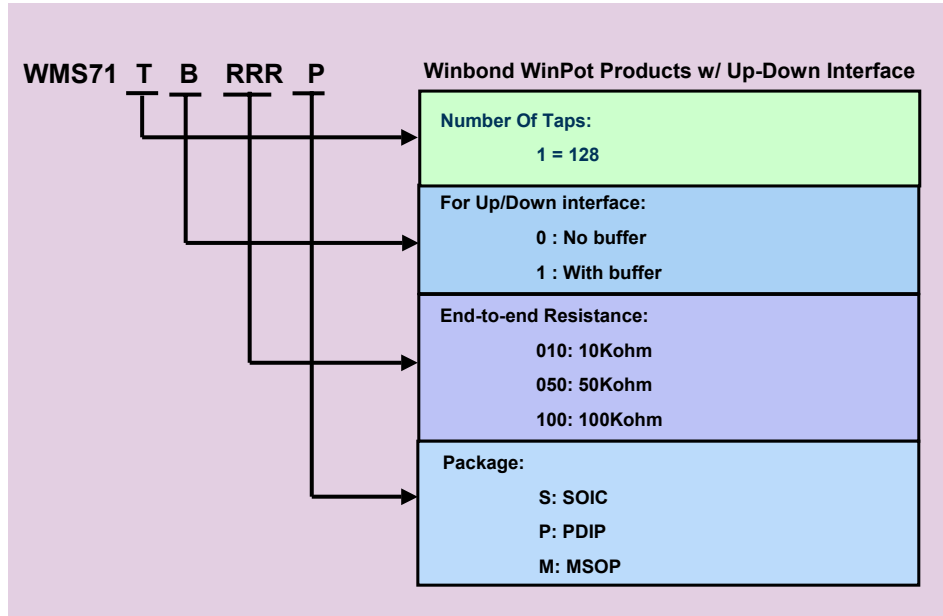 WMS71 T B RRR P
Winbond WinPot Products w/ Up-Down Interface
Number Of Taps:
1 = 128
For Up/Down interface:
0 : No buffer
1 : With buffer
End-to-end Resistance:
010: 10Kohm
050: 50Kohm
100: 100Kohm
Package:
S: SOIC
P: PDIP
M: MSOP